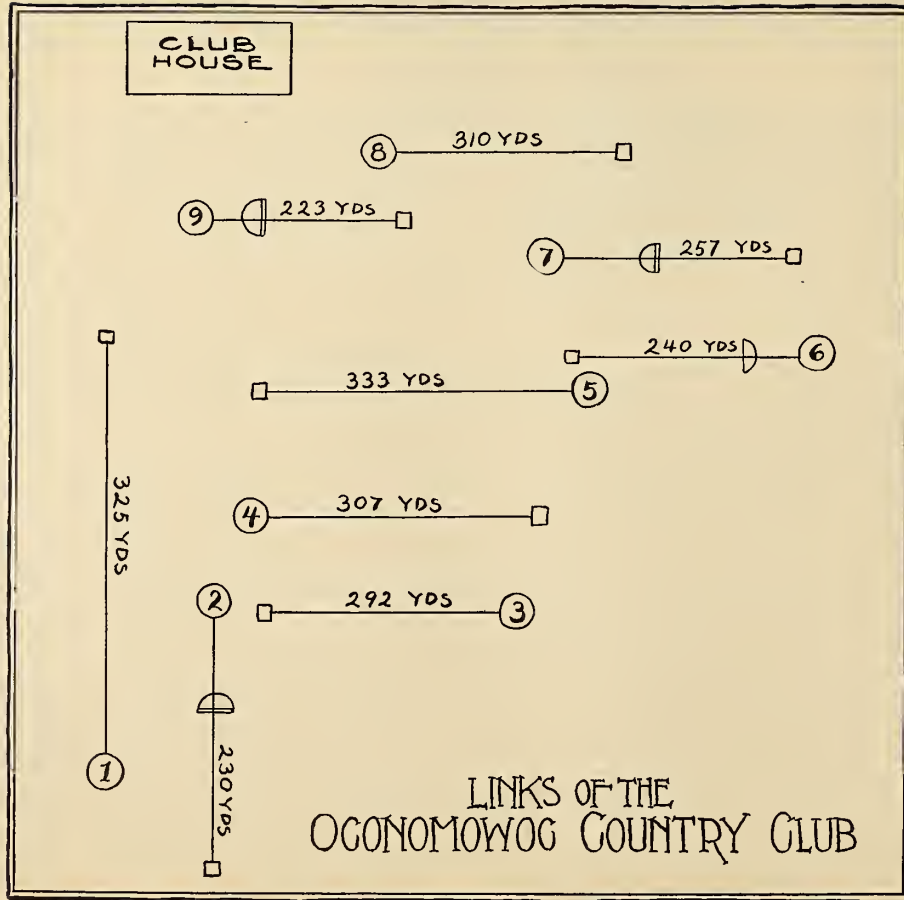 CLUB
HOUSE
8
310 YDS
9
223 YDS
7
257 YDS
240 YDS
6
333 YDS
5
325 YDS
4
307 YDS
2
292 YDS
3
230 YDS
1
LINKS OF THE
OCONOMOWOC COUNTRY CLUB